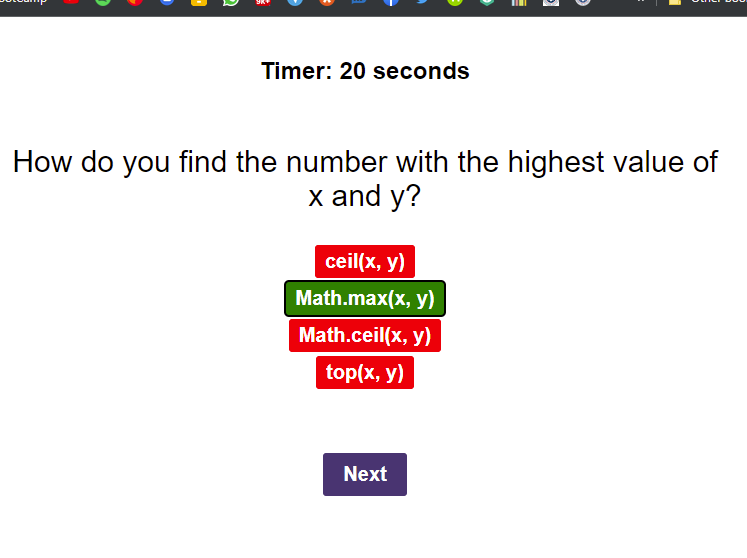 Timer: 20 seconds
How do you find the number with the highest value of
x and y?
ceil(x, y)
Math.max(x, y)
Math.ceil(x, y)
top(x, y)
Next